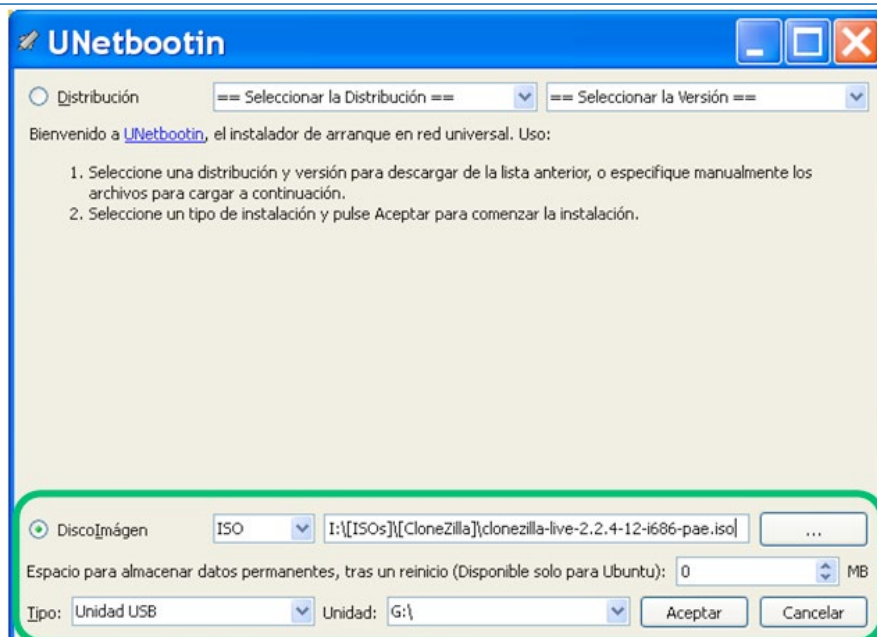 UNetbootin
Distribución == Seleccionar la Distribución == == Seleccionar la Versión ==
Bienvenido a UNetbootin, el instalador de arranque en red universal. Uso:
1. Seleccione una distribución y versión para descargar de la lista anterior, o especifique manualmente los
archivos para cargar a continuación.
2. Seleccione un tipo de instalación y pulse Aceptar para comenzar la instalación.
DiscoImágen ISO I:\[ISOs]\[CloneZilla]\clonezilla-live-2.2.4-12-i686-pae.iso ...
Espacio para almacenar datos permanentes, tras un reinicio (Disponible solo para Ubuntu): 0 MB
Tipo: Unidad USB Unidad: G:\ Aceptar Cancelar